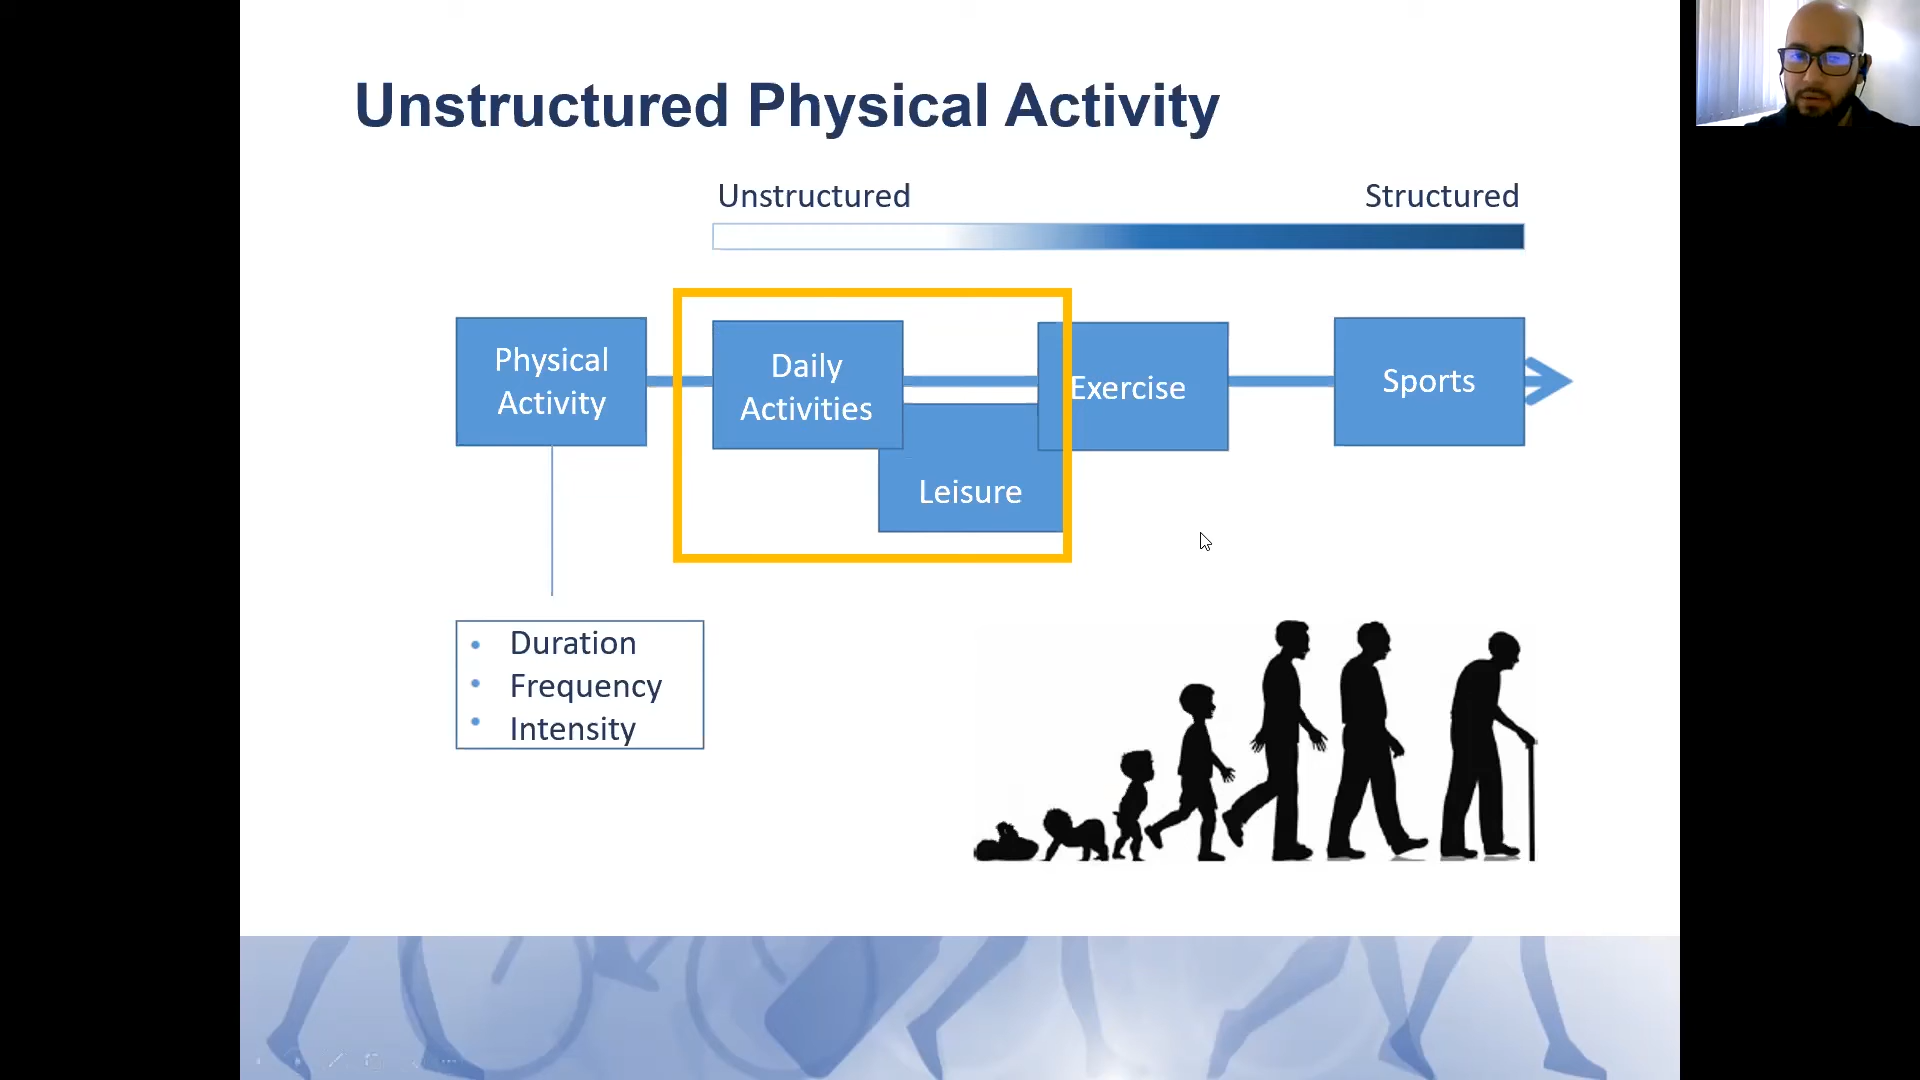 Unstructured Physical Activity
Unstructured
Structured
Physical
Activity
Daily
Activities
Leisure
Exercise
Sports
• Duration
• Frequency
• Intensity